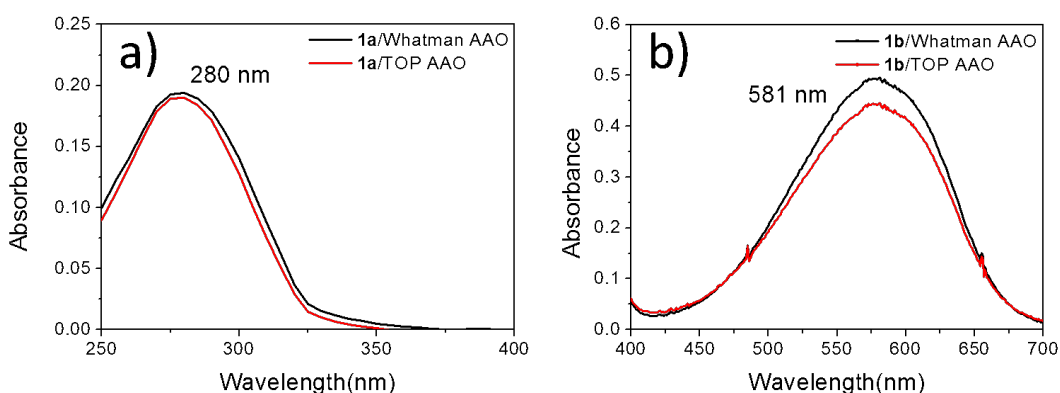 a)
1a/Whatman AAO
1a/TOP AAO
280 nm
0.25
0.20
0.15
0.10
0.05
0.00
Absorbance
250
300
350
400
Wavelength(nm)
b)
1b/Whatman AAO
1b/TOP AAO
581 nm
0.6
0.5
0.4
0.3
0.2
0.1
0.0
Absorbance
400
450
500
550
600
650
700
Wavelength(nm)